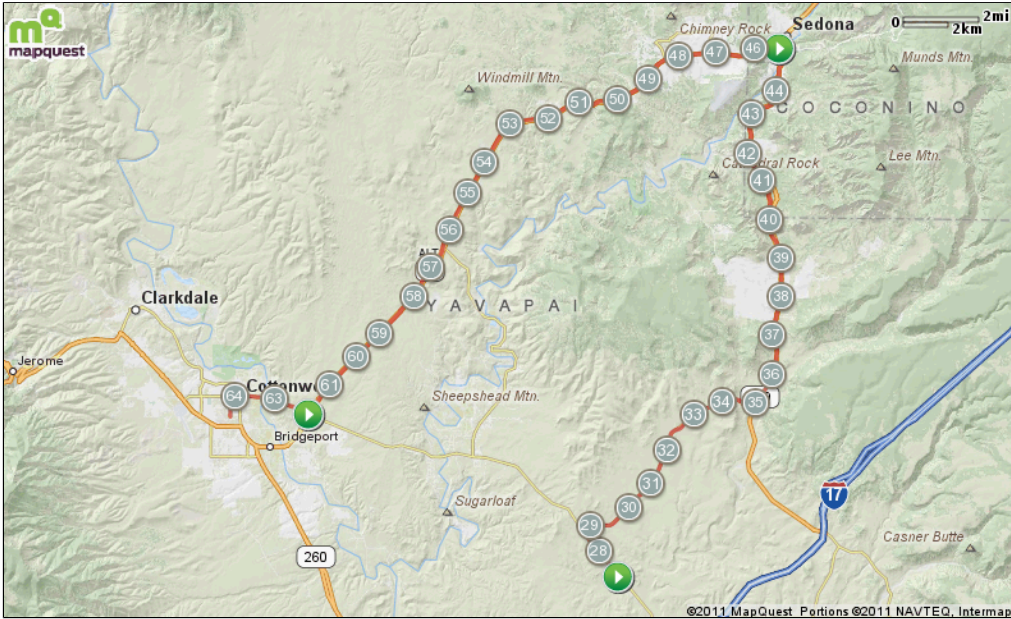 mq
mapquest
Sedona
0 2mi
2km
Chimney Rock
Munds Mtn.
48 47 46
49
Windmill Mtn.
44
51 50
COCONINO
43
53 52
42
Cathedral Rock
Lee Mtn.
54
41
55
40
56
ALT
39
57
Clarkdale
58
YAVAPAI
38
59
37
Jerome
60
36
Cottonwo
61
64 63
Sheepshead Mtn.
34 35
33
Bridgeport
32
31
17
Sugarloaf
30
29
Casner Butte
28
260
©2011 MapQuest Portions ©2011 NAVTEQ, Intermap